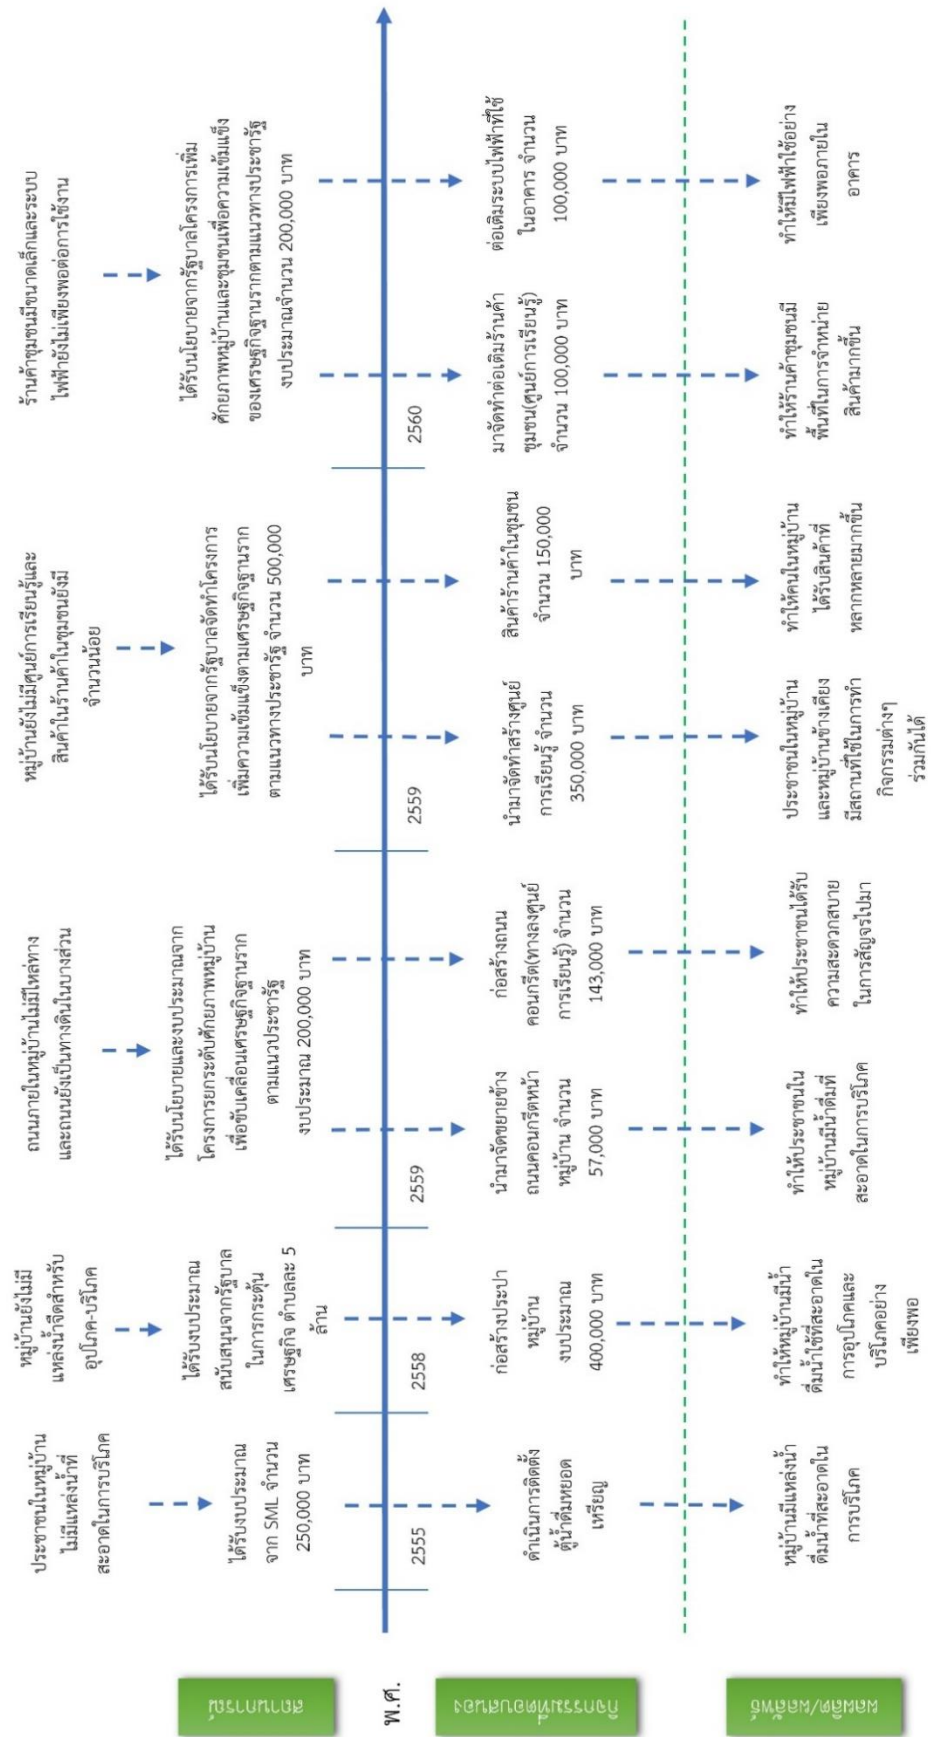 สถานการณ์
ประชาชนในหมู่บ้าน
ไม่มีแหล่งน้ำที่
สะอาดในการบริโภค
หมู่บ้านยังไม่มี
แหล่งน้ำจืดสำหรับ
อุปโภค-บริโภค
ถนนภายในหมู่บ้านไม่มีไหล่ทาง
และถนนยังเป็นทางดินในบางส่วน
หมู่บ้านยังไม่มีศูนย์การเรียนรู้และ
สินค้าในร้านค้าในชุมชนยังมี
จำนวนน้อย
ร้านค้าชุมชนมีขนาดเล็กและระบบ
ไฟฟ้ายังไม่เพียงพอต่อการใช้งาน
ได้รับงบประมาณ
จาก SML จำนวน
250,000 บาท
ได้รับงบประมาณ
สนับสนุนจากรัฐบาล
ในการกระตุ้น
เศรษฐกิจ ตำบลละ 5
ล้าน
ได้รับนโยบายและงบประมาณจาก
โครงการยกระดับศักยภาพหมู่บ้าน
เพื่อขับเคลื่อนเศรษฐกิจฐานราก
ตามแนวประชารัฐ
งบประมาณ 200,000 บาท
ได้รับนโยบายจากรัฐบาลจัดทำโครงการ
เพิ่มความเข้มแข็งตามเศรษฐกิจฐานราก
ตามแนวทางประชารัฐ จำนวน 500,000
บาท
ได้รับนโยบายจากรัฐบาลโครงการเพิ่ม
ศักยภาพหมู่บ้านและชุมชนเพื่อความเข้มแข็ง
ของเศรษฐกิจฐานรากตามแนวทางประชารัฐ
งบประมาณจำนวน 200,000 บาท
พ.ศ.
2555
2558
2559
2559
2560
กิจกรรมที่ตอบสนอง
ดำเนินการติดตั้ง
ตู้น้ำดื่มหยอด
เหรียญ
ก่อสร้างประปา
หมู่บ้าน
งบประมาณ
400,000 บาท
นำมาจัดขยายข้าง
ถนนคอนกรีตหน้า
หมู่บ้าน จำนวน
57,000 บาท
ก่อสร้างถนน
คอนกรีต(ทางลงศูนย์
การเรียนรู้) จำนวน
143,000 บาท
นำมาจัดทำสร้างศูนย์
การเรียนรู้ จำนวน
350,000 บาท
สินค้าร้านค้าในชุมชน
จำนวน 150,000
บาท
มาจัดทำต่อเติมร้านค้า
ชุมชน(ศูนย์การเรียนรู้)
จำนวน 100,000 บาท
ต่อเติมระบบไฟฟ้าที่ใช้
ในอาคาร จำนวน
100,000 บาท
ผลผลิต/ผลลัพธ์
หมู่บ้านมีแหล่งน้ำ
ดื่มน้ำที่สะอาดใน
การบริโภค
ทำให้หมู่บ้านมีน้ำ
ดื่มน้ำใช้ที่สะอาดใน
การอุปโภคและ
บริโภคอย่าง
เพียงพอ
ทำให้ประชาชนใน
หมู่บ้านมีน้ำดื่มที่
สะอาดในการบริโภค
ทำให้ประชาชนได้รับ
ความสะดวกสบาย
ในการสัญจรไปมา
ประชาชนในหมู่บ้าน
และหมู่บ้านข้างเคียง
มีสถานที่ใช้ในการทำ
กิจกรรมต่างๆ
ร่วมกันได้
ทำให้คนในหมู่บ้าน
ได้รับสินค้าที่
หลากหลายมากขึ้น
ทำให้ร้านค้าชุมชนมี
พื้นที่ในการจำหน่าย
สินค้ามากขึ้น
ทำให้มีไฟฟ้าใช้อย่าง
เพียงพอภายใน
อาคาร